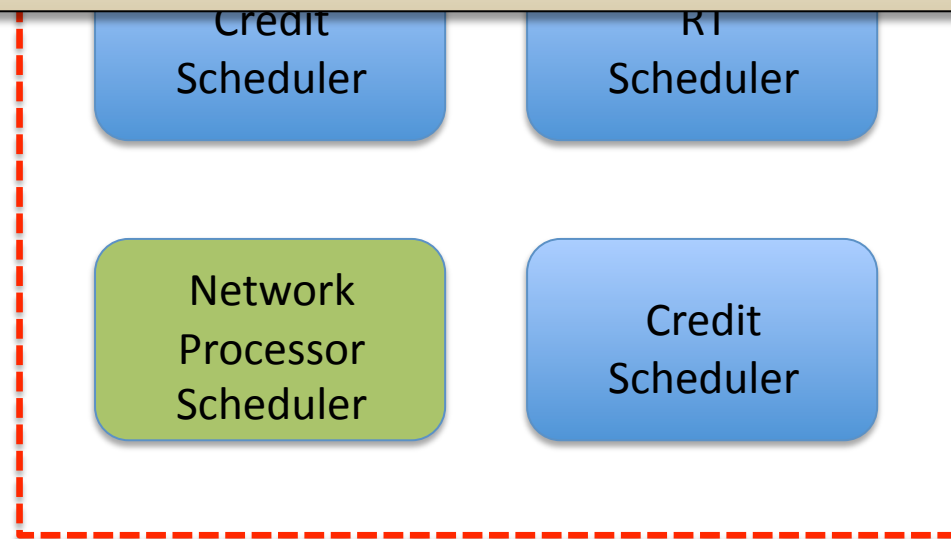 Credit
Scheduler
RT
Scheduler
Network
Processor
Scheduler
Credit
Scheduler